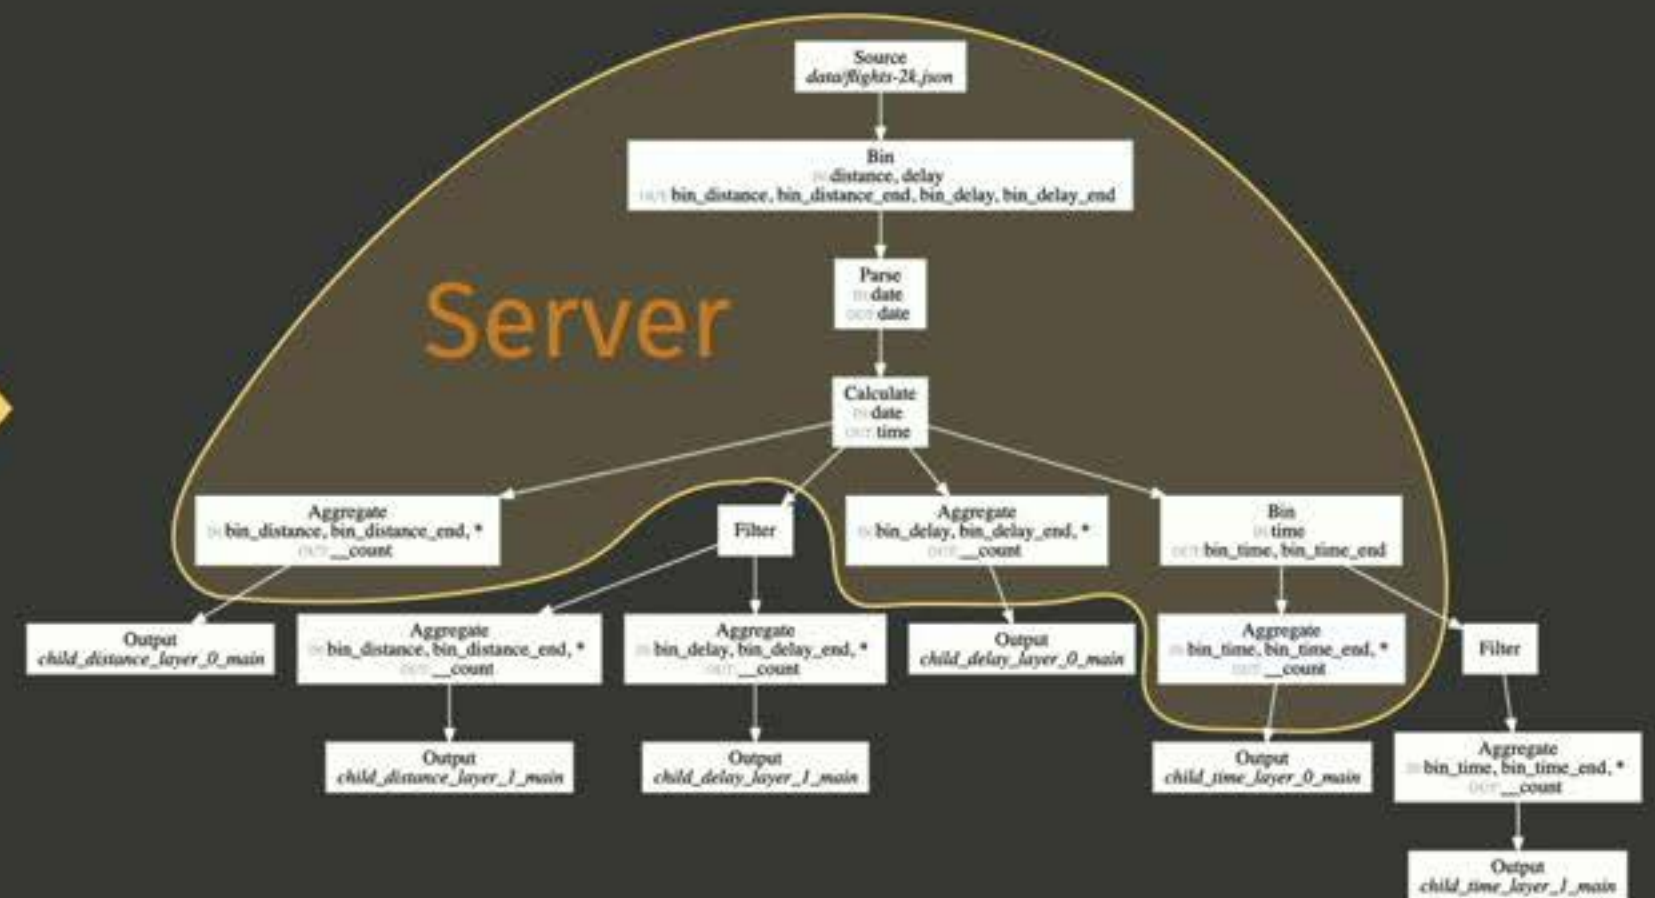 Source
data/flights-2k.json
Bin
IN distance, delay
OUT bin_distance, bin_distance_end, bin_delay, bin_delay_end
Server
Parse
IN date
OUT date
Calculate
IN date
OUT time
Aggregate
IN bin_distance, bin_distance_end, *
OUT __count
Filter
Aggregate
IN bin_delay, bin_delay_end, *
OUT __count
Bin
IN time
OUT bin_time, bin_time_end
Output
child_distance_layer_0_main
Aggregate
IN bin_distance, bin_distance_end, *
OUT __count
Aggregate
IN bin_delay, bin_delay_end, *
OUT __count
Output
child_delay_layer_0_main
Aggregate
IN bin_time, bin_time_end, *
OUT __count
Filter
Output
child_distance_layer_1_main
Output
child_delay_layer_1_main
Output
child_time_layer_0_main
Aggregate
IN bin_time, bin_time_end, *
OUT __count
Output
child_time_layer_1_main